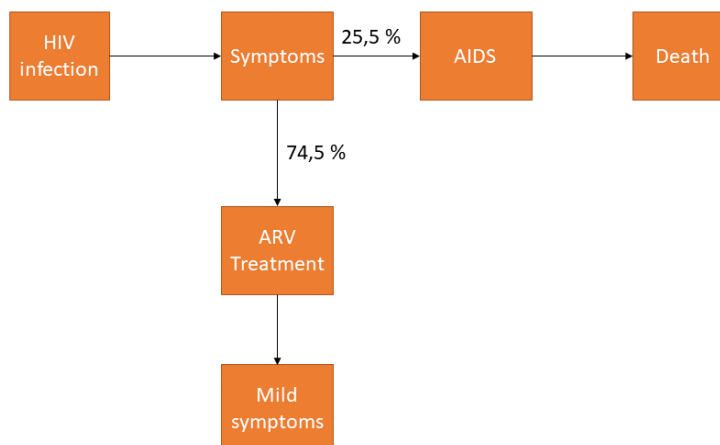 HIV
infection
Symptoms
25,5 %
AIDS
Death
74,5 %
ARV
Treatment
Mild
symptoms